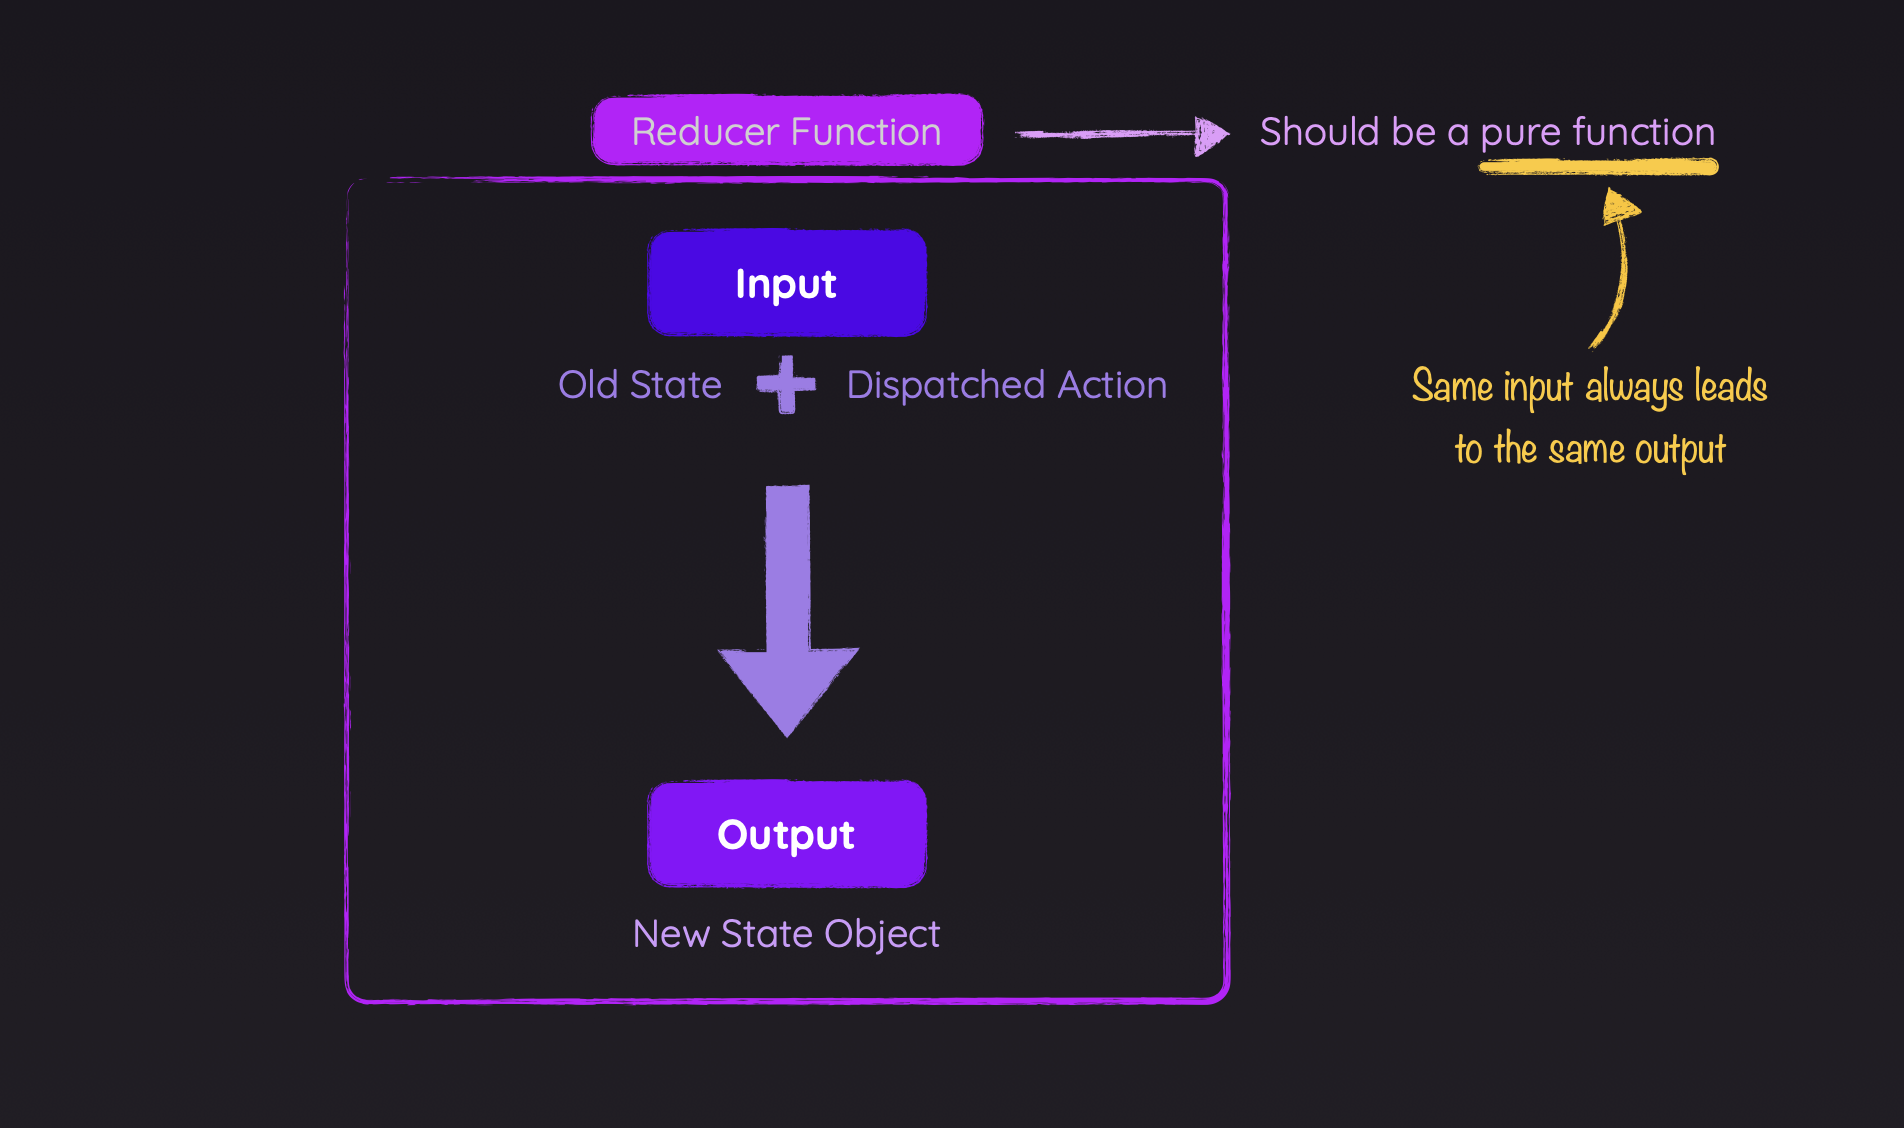 Reducer Function
Should be a pure function
Input
Old State
Dispatched Action
Same input always leads
to the same output
Output
New State Object